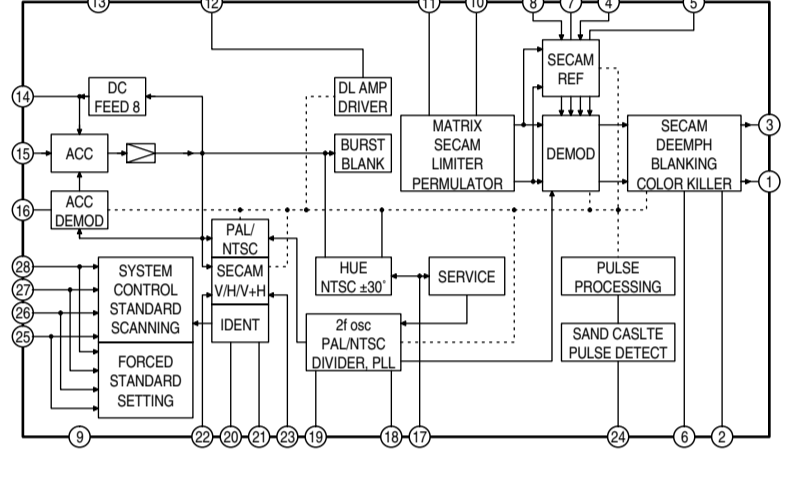 13
12
11
10
8
7
4
5
SECAM
REF
DC
FEED 8
DL AMP
DRIVER
14
MATRIX
SECAM
LIMITER
PERMULATOR
DEMOD
SECAM
DEEMPH
BLANKING
COLOR KILLER
3
1
BURST
BLANK
15
ACC
16
ACC
DEMOD
PAL/
NTSC
SECAM
V/H/V+H
IDENT
28
27
26
25
SYSTEM
CONTROL
STANDARD
SCANNING
FORCED
STANDARD
SETTING
HUE
NTSC ±30°
SERVICE
PULSE
PROCESSING
2f osc
PAL/NTSC
DIVIDER, PLL
SAND CASLTE
PULSE DETECT
9
22
20
21
23
19
18
17
24
6
2